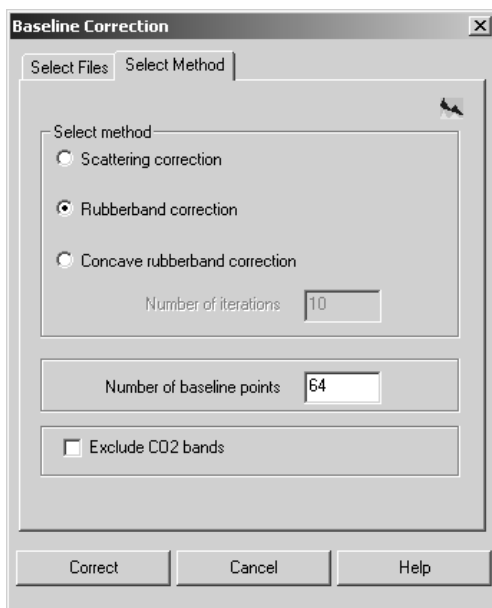 Baseline Correction
Select Files
Select Method
Select method
Scattering correction
Rubberband correction
Concave rubberband correction
Number of iterations 10
Number of baseline points 64
Exclude CO2 bands
Correct Cancel Help